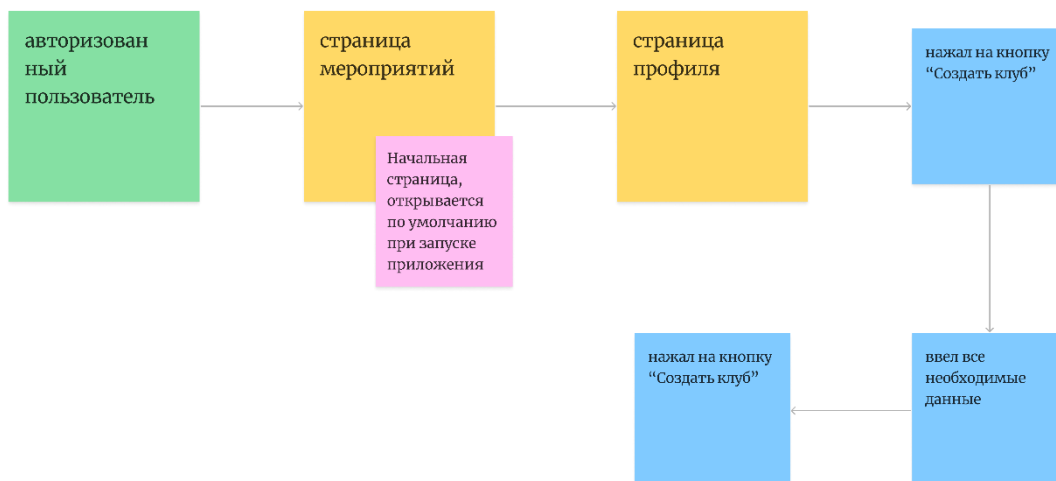 авторизован
ный
пользователь
страница
мероприятий
Начальная
страница,
открывается
по умолчанию
при запуске
приложения
страница
профиля
нажал на кнопку
“Создать клуб”
ввел все
необходимые
данные
нажал на кнопку
“Создать клуб”